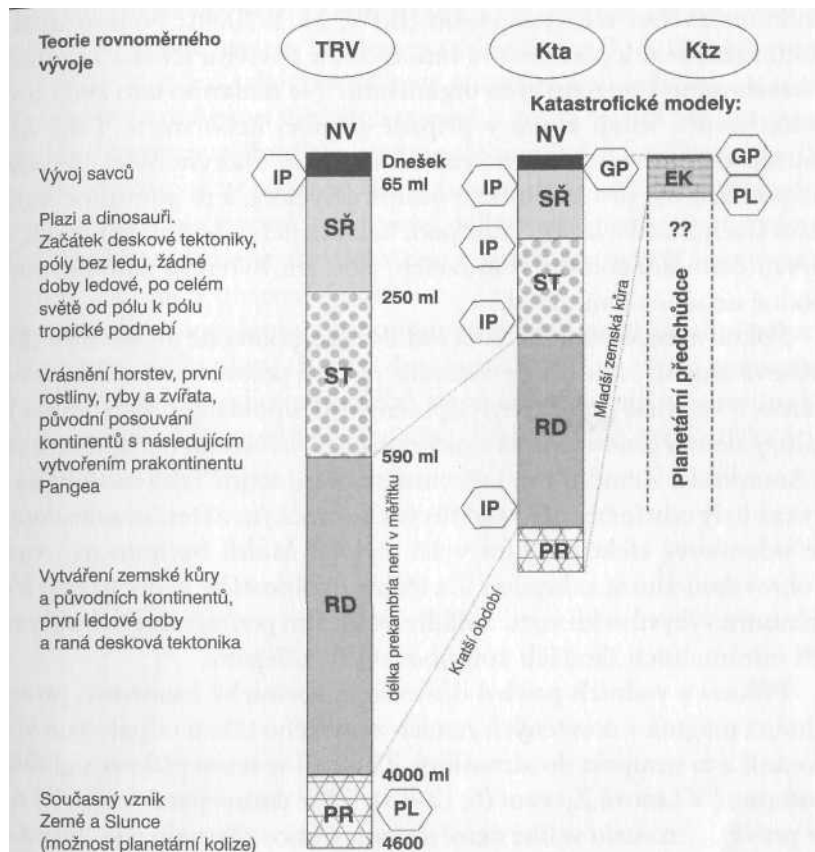 Teorie rovnoměrného
vývoje
TRV
Kta
Ktz
Katastrofické modely:
NV
NV
Vývoj savců
IP
Dnešek
65 ml
IP
GP
GP
EK
PL
Plazi a dinosauři.
Začátek deskové tektoniky,
póly bez ledu, žádné
doby ledové, po celém
světě od pólu k pólu
tropické podnebí
SŘ
250 ml
SŘ
IP
ST
IP
??
Vrásnění horstev, první
rostliny, ryby a zvířata,
původní posouvání
kontinentů s následujícím
vytvořením prakontinentu
Pangea
ST
590 ml
RD
Mladší zemská kůra
Planetární předchůdce
IP
PR
Vytváření zemské kůry
a původních kontinentů,
první ledové doby
a raná desková tektonika
RD
délka prekambria není v měřítku
Kratší období
4000 ml
Současný vznik
Země a Slunce
(možnost planetární kolize)
PR
PL
4600